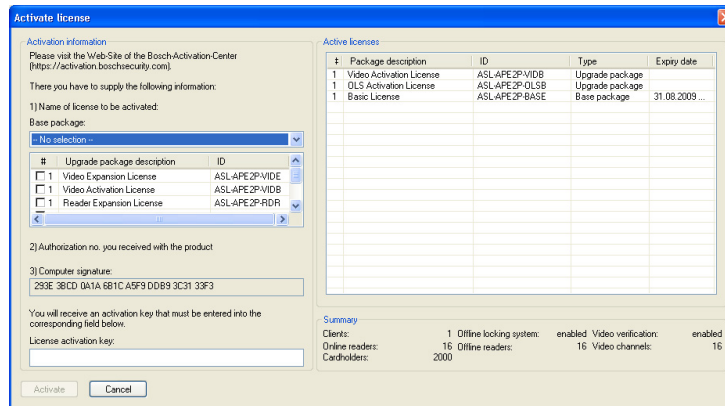 Activate license
Activation information
Please visit the Web-Site of the Bosch-Activation-Center
(https://activation.boschsecurity.com).
There you have to supply the following information:
1) Name of license to be activated:
Base package:
-- No selection --
# Upgrade package description ID
1 Video Expansion License ASL-APE2P-VIDE
1 Video Activation License ASL-APE2P-VIDB
1 Reader Expansion License ASL-APE2P-RDR
2) Authorization no. you received with the product
3) Computer signature:
293E 3BCD 0A1A 6B1C A5F9 DDB9 3C31 33F3
You will receive an activation key that must be entered into the
corresponding field below.
License activation key:
Activate Cancel
Active licenses
‡ Package description ID Type Expiry date
1 Video Activation License ASL-APE2P-VIDB Upgrade package
1 OLS Activation License ASL-APE2P-OLSB Upgrade package
1 Basic License ASL-APE2P-BASE Base package 31.08.2009 ...
Summary
Clients: 1 Offline locking system: enabled Video verification: enabled
Online readers: 16 Offline readers: 16 Video channels: 16
Cardholders: 2000